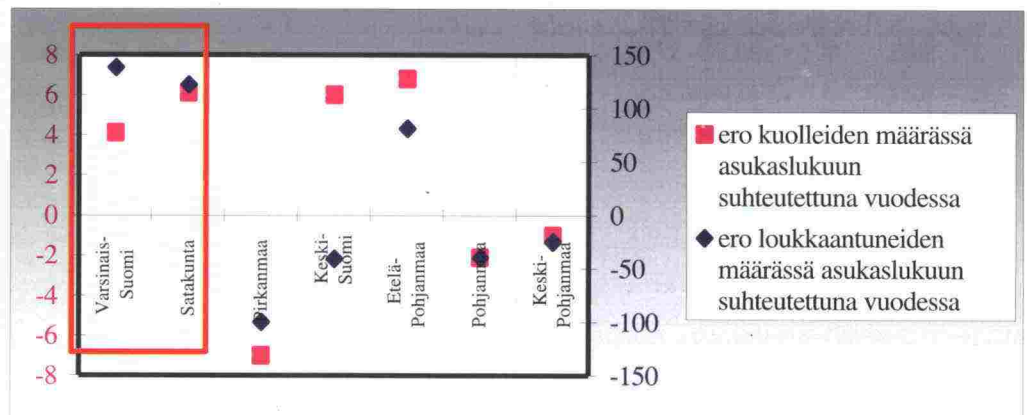 8
6
4
2
0
-2
-4
-6
-8
150
100
50
0
-50
-100
-150
Varsinais-
Suomi
Satakunta
Pirkanmaa
Keski-
Suomi
Etelä-
Pohjanmaa
Pohjanmaa
Keski-
Pohjanmaa
ero kuolleiden määrässä
asukaslukuun
suhteutettuna vuodessa
ero loukkaantuneiden
määrässä asukaslukuun
suhteutettuna vuodessa